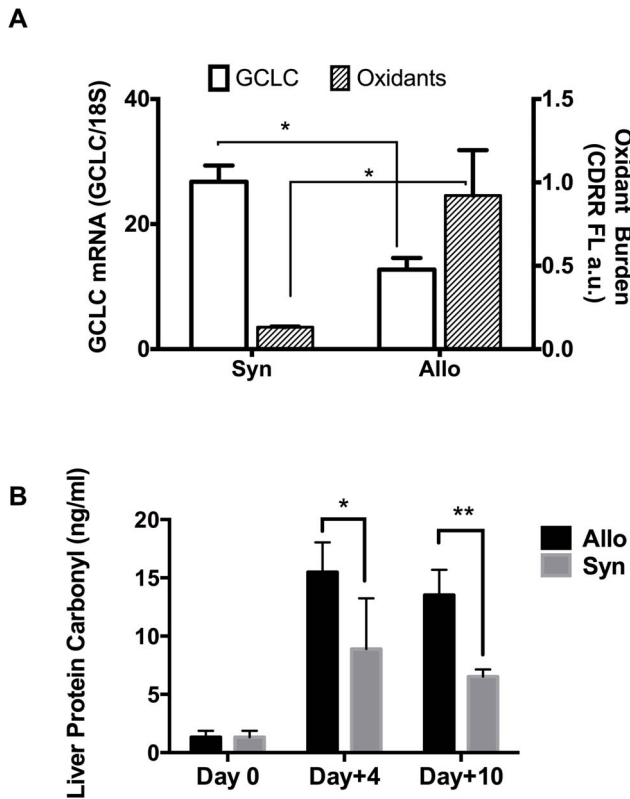 A
GCLC
Oxidants
GCLC mRNA (GCLC/18S)
40
20
0
*
*
1.5
1.0
0.5
0.0
Oxidant Burden
(CDRR FL a.u.)
Syn
Allo
B
Liver Protein Carbonyl (ng/ml)
20
15
10
5
0
*
**
Allo
Syn
Day 0
Day+4
Day+10